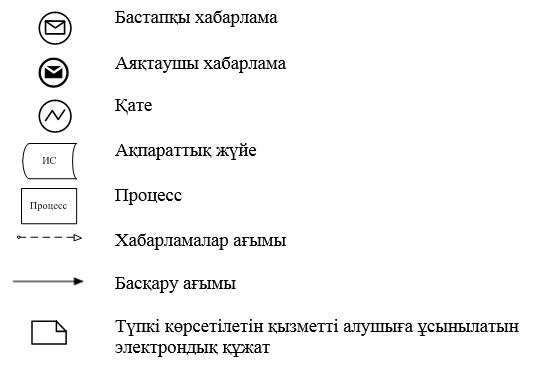 Бастапқы хабарлама
Аяқтаушы хабарлама
Қате
ИС Ақпараттық жүйе
Процесс Процесс
Хабарламалар ағымы
Басқару ағымы
Түпкі көрсетілетін қызметті алушыға ұсынылатын
электрондық құжат